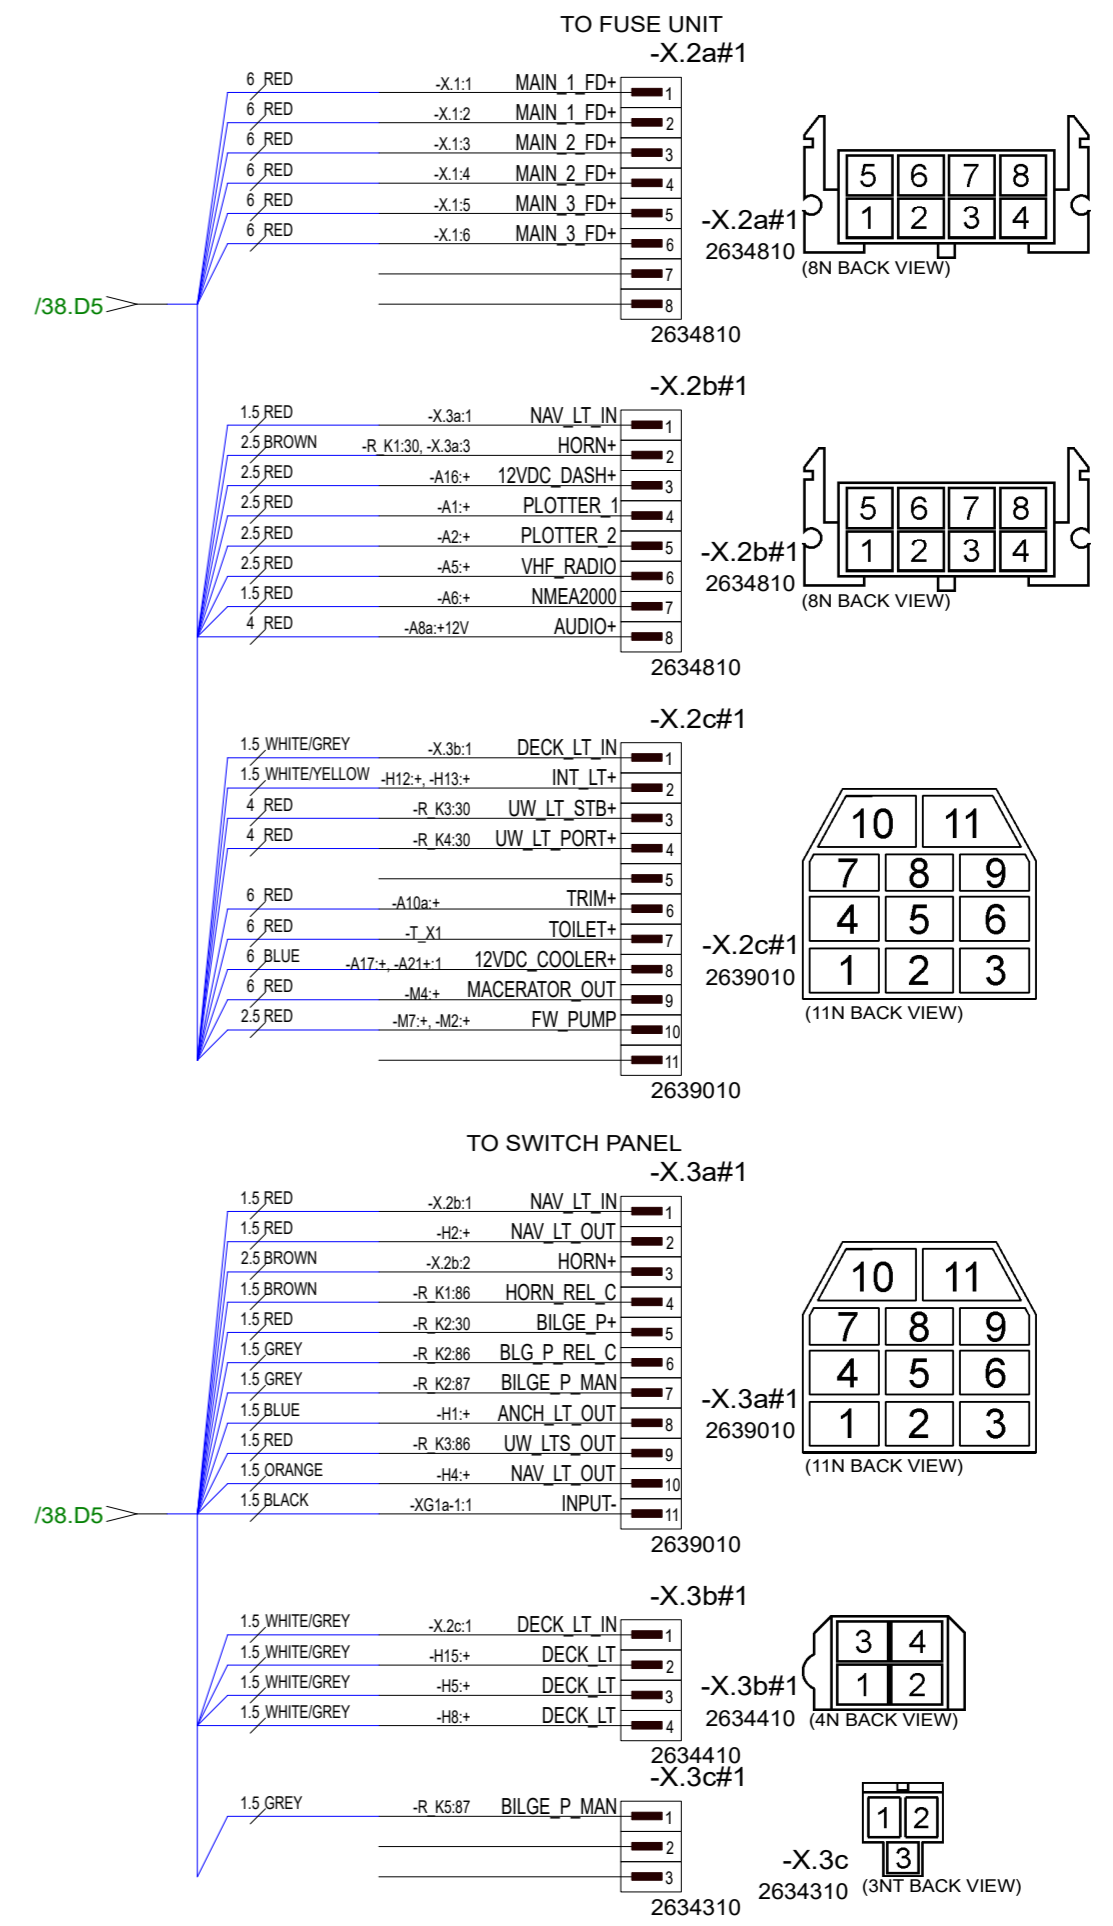 TO FUSE UNIT
-X.2a#1
6 RED -X.1:1 MAIN_1_FD+ 1
6 RED -X.1:2 MAIN_1_FD+ 2
6 RED -X.1:3 MAIN_2_FD+ 3
6 RED -X.1:4 MAIN_2_FD+ 4
6 RED -X.1:5 MAIN_3_FD+ 5
6 RED -X.1:6 MAIN_3_FD+ 6
7
/38.D5 8
2634810
5 6 7 8
1 2 3 4
-X.2a#1
2634810
(8N BACK VIEW)
-X.2b#1
1.5 RED -X.3a:1 NAV_LT_IN 1
2.5 BROWN -R_K1:30, -X.3a:3 HORN+ 2
2.5 RED -A16:+ 12VDC_DASH+ 3
2.5 RED -A1:+ PLOTTER_1 4
2.5 RED -A2:+ PLOTTER_2 5
2.5 RED -A5:+ VHF_RADIO 6
1.5 RED -A6:+ NMEA2000 7
4 RED -A8a:+12V AUDIO+ 8
2634810
5 6 7 8
1 2 3 4
-X.2b#1
2634810
(8N BACK VIEW)
-X.2c#1
1.5 WHITE/GREY -X.3b:1 DECK_LT_IN 1
1.5 WHITE/YELLOW -H12:+, -H13:+ INT_LT+ 2
4 RED -R_K3:30 UW_LT_STB+ 3
4 RED -R_K4:30 UW_LT_PORT+ 4
5
6 RED -A10a:+ TRIM+ 6
6 RED -T_X1 TOILET+ 7
6 BLUE -A17:+, -A21+:1 12VDC_COOLER+ 8
6 RED -M4:+ MACERATOR_OUT 9
2.5 RED -M7:+, -M2:+ FW_PUMP 10
11
2639010
10 11
7 8 9
4 5 6
1 2 3
-X.2c#1
2639010
(11N BACK VIEW)
TO SWITCH PANEL
-X.3a#1
1.5 RED -X.2b:1 NAV_LT_IN 1
1.5 RED -H2:+ NAV_LT_OUT 2
2.5 BROWN -X.2b:2 HORN+ 3
1.5 BROWN -R_K1:86 HORN_REL_C 4
1.5 RED -R_K2:30 BILGE_P+ 5
1.5 GREY -R_K2:86 BLG_P_REL_C 6
1.5 GREY -R_K2:87 BILGE_P_MAN 7
1.5 BLUE -H1:+ ANCH_LT_OUT 8
1.5 RED -R_K3:86 UW_LTS_OUT 9
1.5 ORANGE -H4:+ NAV_LT_OUT 10
/38.D5 1.5 BLACK -XG1a-1:1 INPUT- 11
2639010
10 11
7 8 9
4 5 6
1 2 3
-X.3a#1
2639010
(11N BACK VIEW)
-X.3b#1
1.5 WHITE/GREY -X.2c:1 DECK_LT_IN 1
1.5 WHITE/GREY -H15:+ DECK_LT 2
1.5 WHITE/GREY -H5:+ DECK_LT 3
1.5 WHITE/GREY -H8:+ DECK_LT 4
2634410
3 4
1 2
-X.3b#1
2634410
(4N BACK VIEW)
-X.3c#1
1.5 GREY -R_K5:87 BILGE_P_MAN 1
2
3
2634310
1 2
3
-X.3c
2634310
(3NT BACK VIEW)